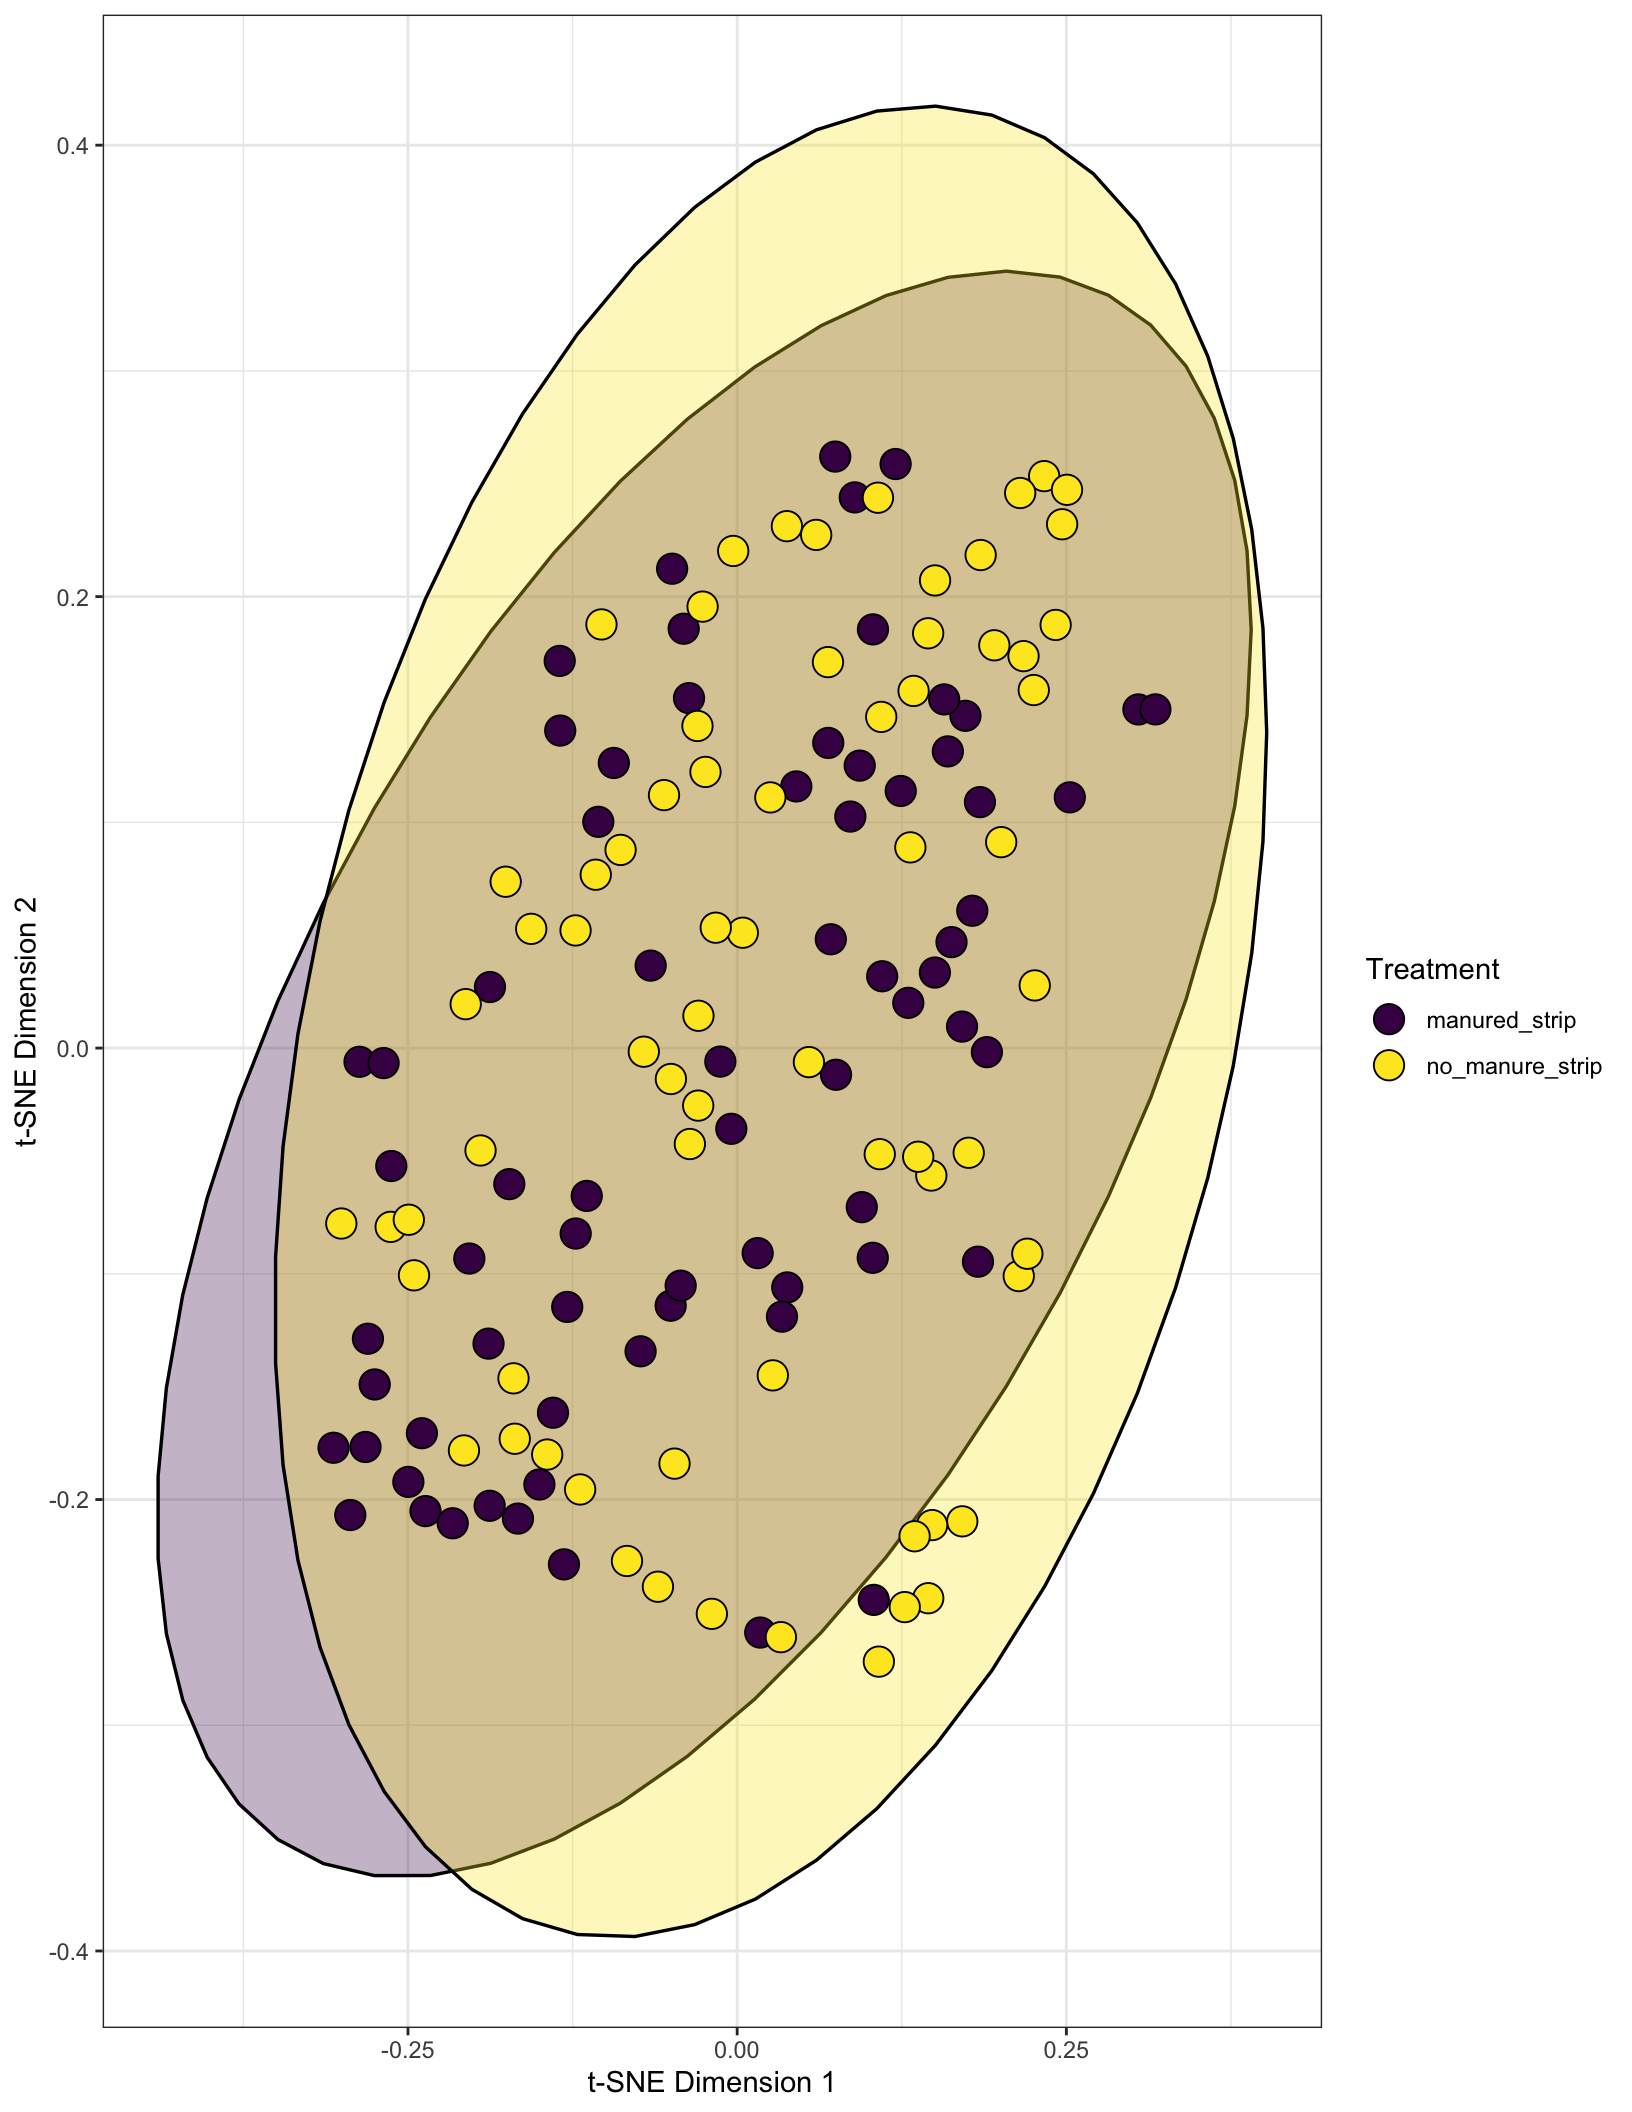 0.4
0.2
0.0
-0.2
-0.4
t-SNE Dimension 2
-0.25
0.00
0.25
t-SNE Dimension 1
Treatment
manured_strip
no_manure_strip